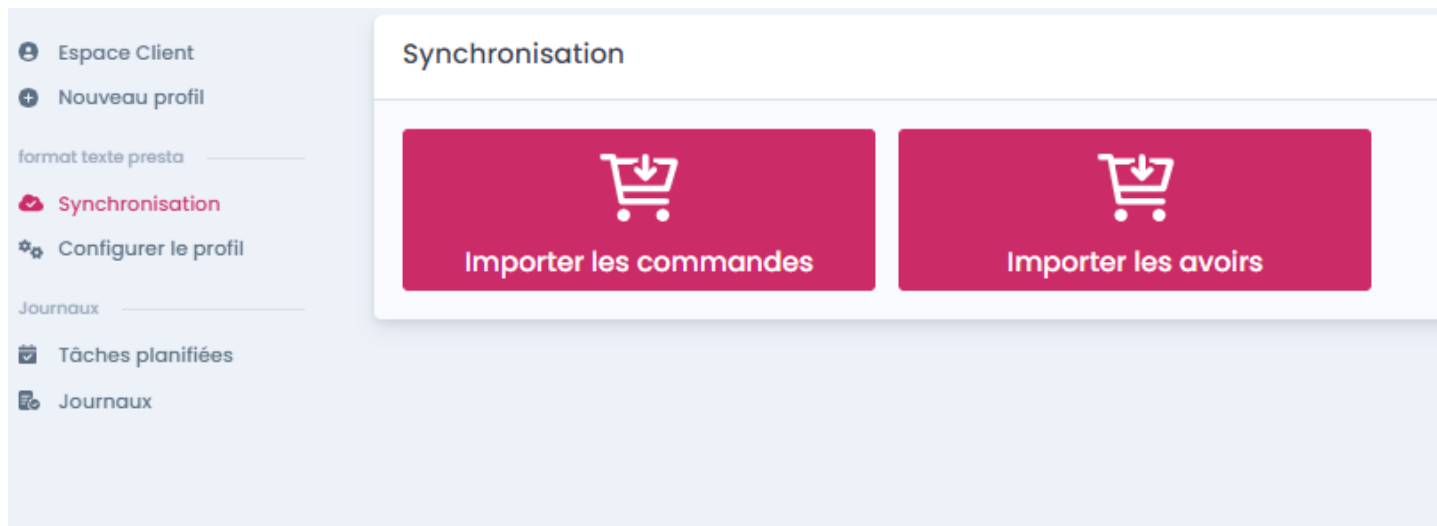 Espace Client
Nouveau profil
format texte presta
Synchronisation
Configurer le profil
Journaux
Tâches planifiées
Journaux
Synchronisation
Importer les commandes
Importer les avoirs